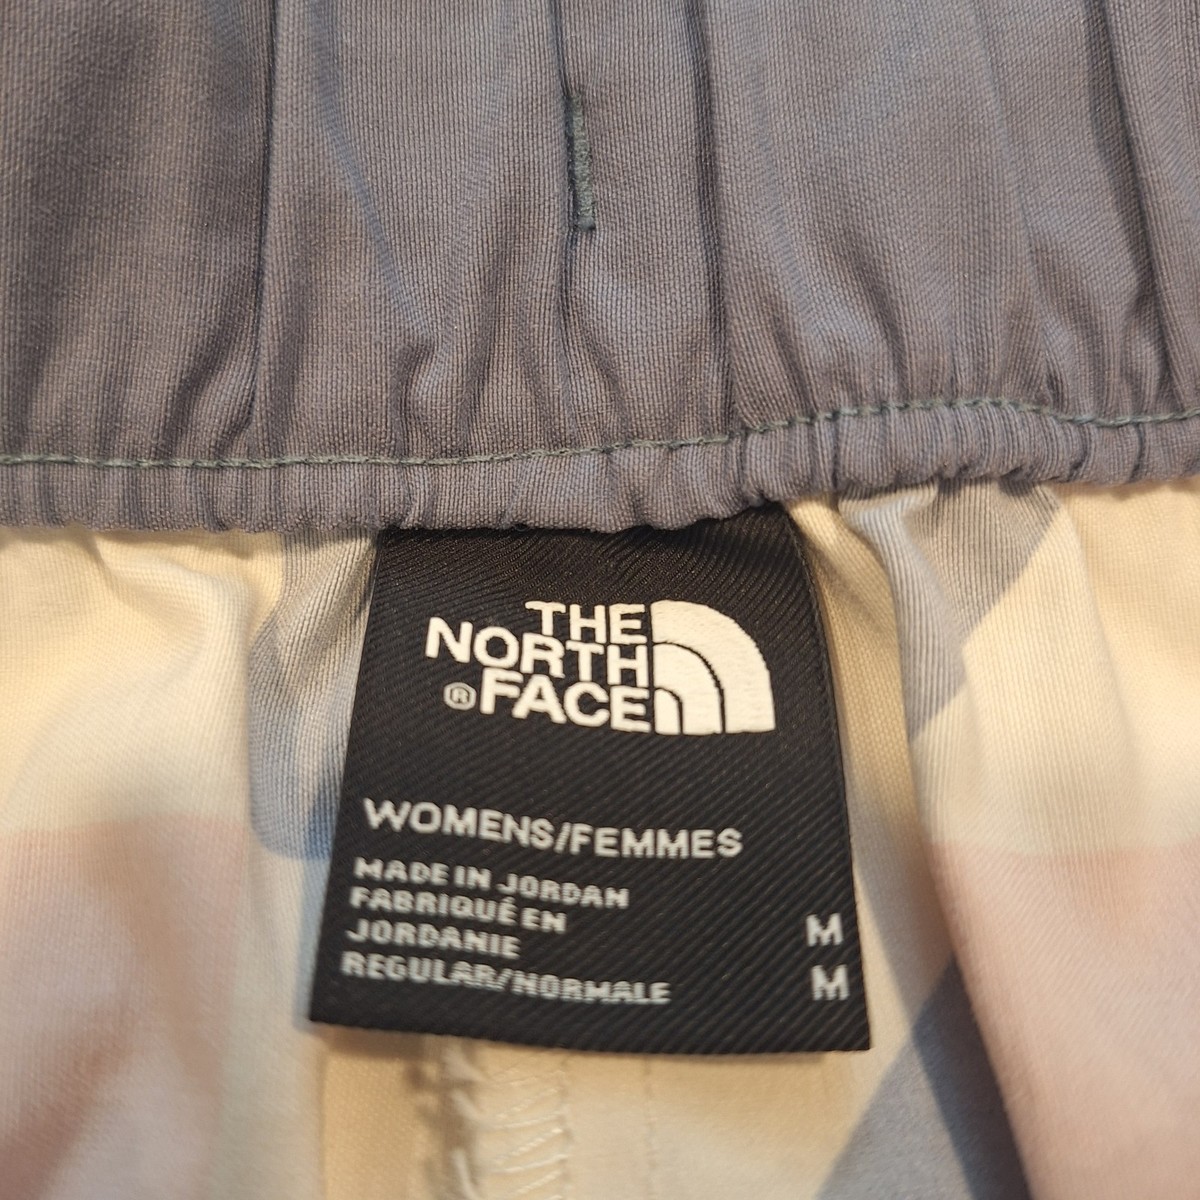 THE
NORTH
® FACE
WOMENS/FEMMES
MADE IN JORDAN
FABRIQUÉ EN
JORDANIE M
REGULAR/NORMALE M